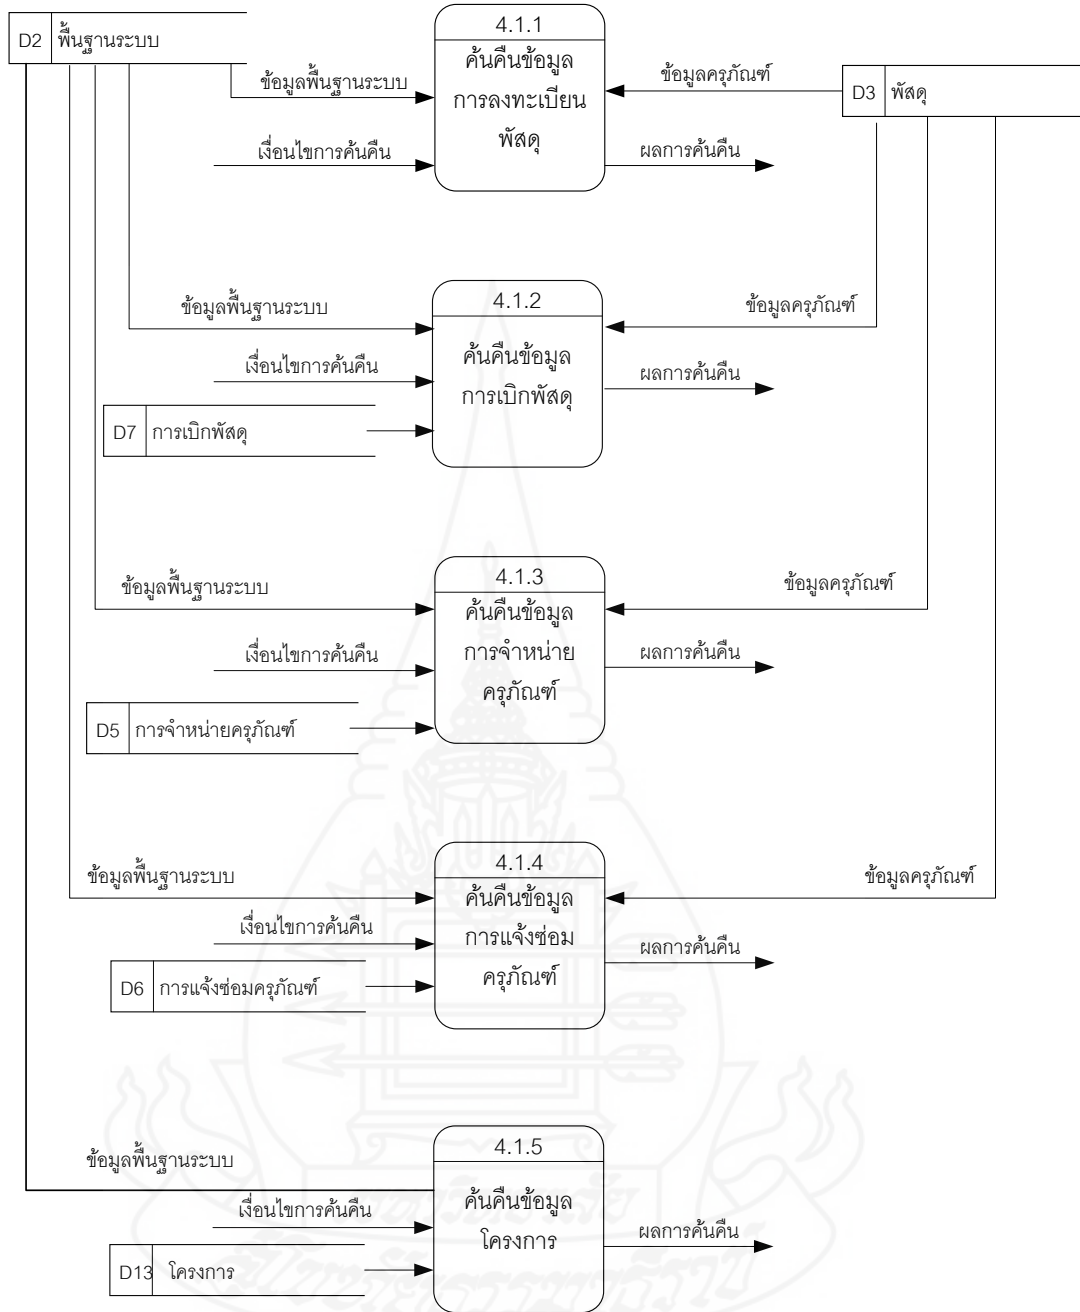 4.1.1
D2 พื้นฐานระบบ
ค้นคืนข้อมูล
การลงทะเบียน
พัสดุ
ข้อมูลพื้นฐานระบบ
ข้อมูลครุภัณฑ์
D3 พัสดุ
เงื่อนไขการค้นคืน
ผลการค้นคืน
4.1.2
ข้อมูลพื้นฐานระบบ
ข้อมูลครุภัณฑ์
ค้นคืนข้อมูล
การเบิกพัสดุ
เงื่อนไขการค้นคืน
ผลการค้นคืน
D7 การเบิกพัสดุ
4.1.3
ข้อมูลพื้นฐานระบบ
ข้อมูลครุภัณฑ์
ค้นคืนข้อมูล
การจำหน่าย
ครุภัณฑ์
เงื่อนไขการค้นคืน
ผลการค้นคืน
D5 การจำหน่ายครุภัณฑ์
4.1.4
ข้อมูลพื้นฐานระบบ
ข้อมูลครุภัณฑ์
ค้นคืนข้อมูล
การแจ้งซ่อม
ครุภัณฑ์
เงื่อนไขการค้นคืน
ผลการค้นคืน
D6 การแจ้งซ่อมครุภัณฑ์
4.1.5
ข้อมูลพื้นฐานระบบ
ค้นคืนข้อมูล
โครงการ
เงื่อนไขการค้นคืน
ผลการค้นคืน
D13 โครงการ